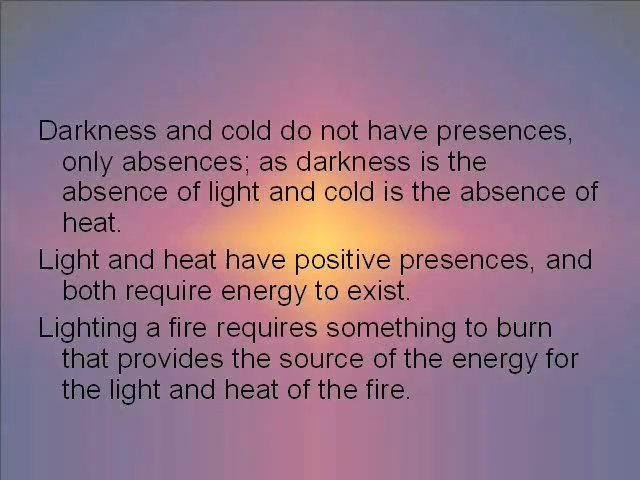 Darkness and cold do not have presences,
only absences; as darkness is the
absence of light and cold is the absence of
heat.
Light and heat have positive presences, and
both require energy to exist.
Lighting a fire requires something to burn
that provides the source of the energy for
the light and heat of the fire.